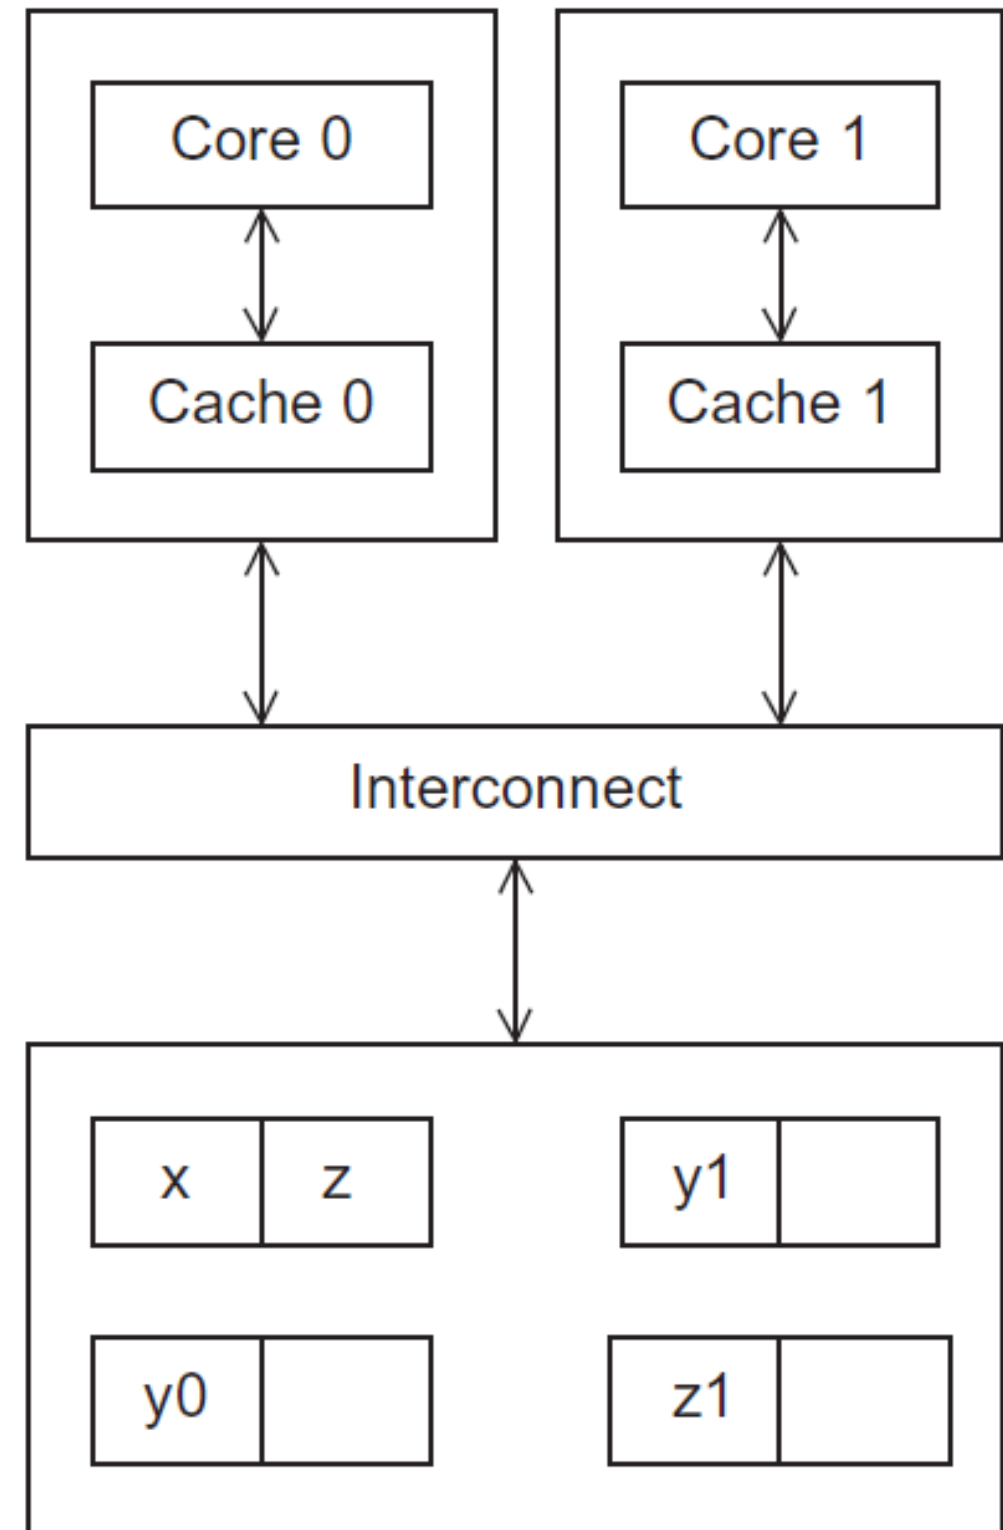 Core 0
Core 1
Cache 0
Cache 1
Interconnect
x z
y1
y0
z1